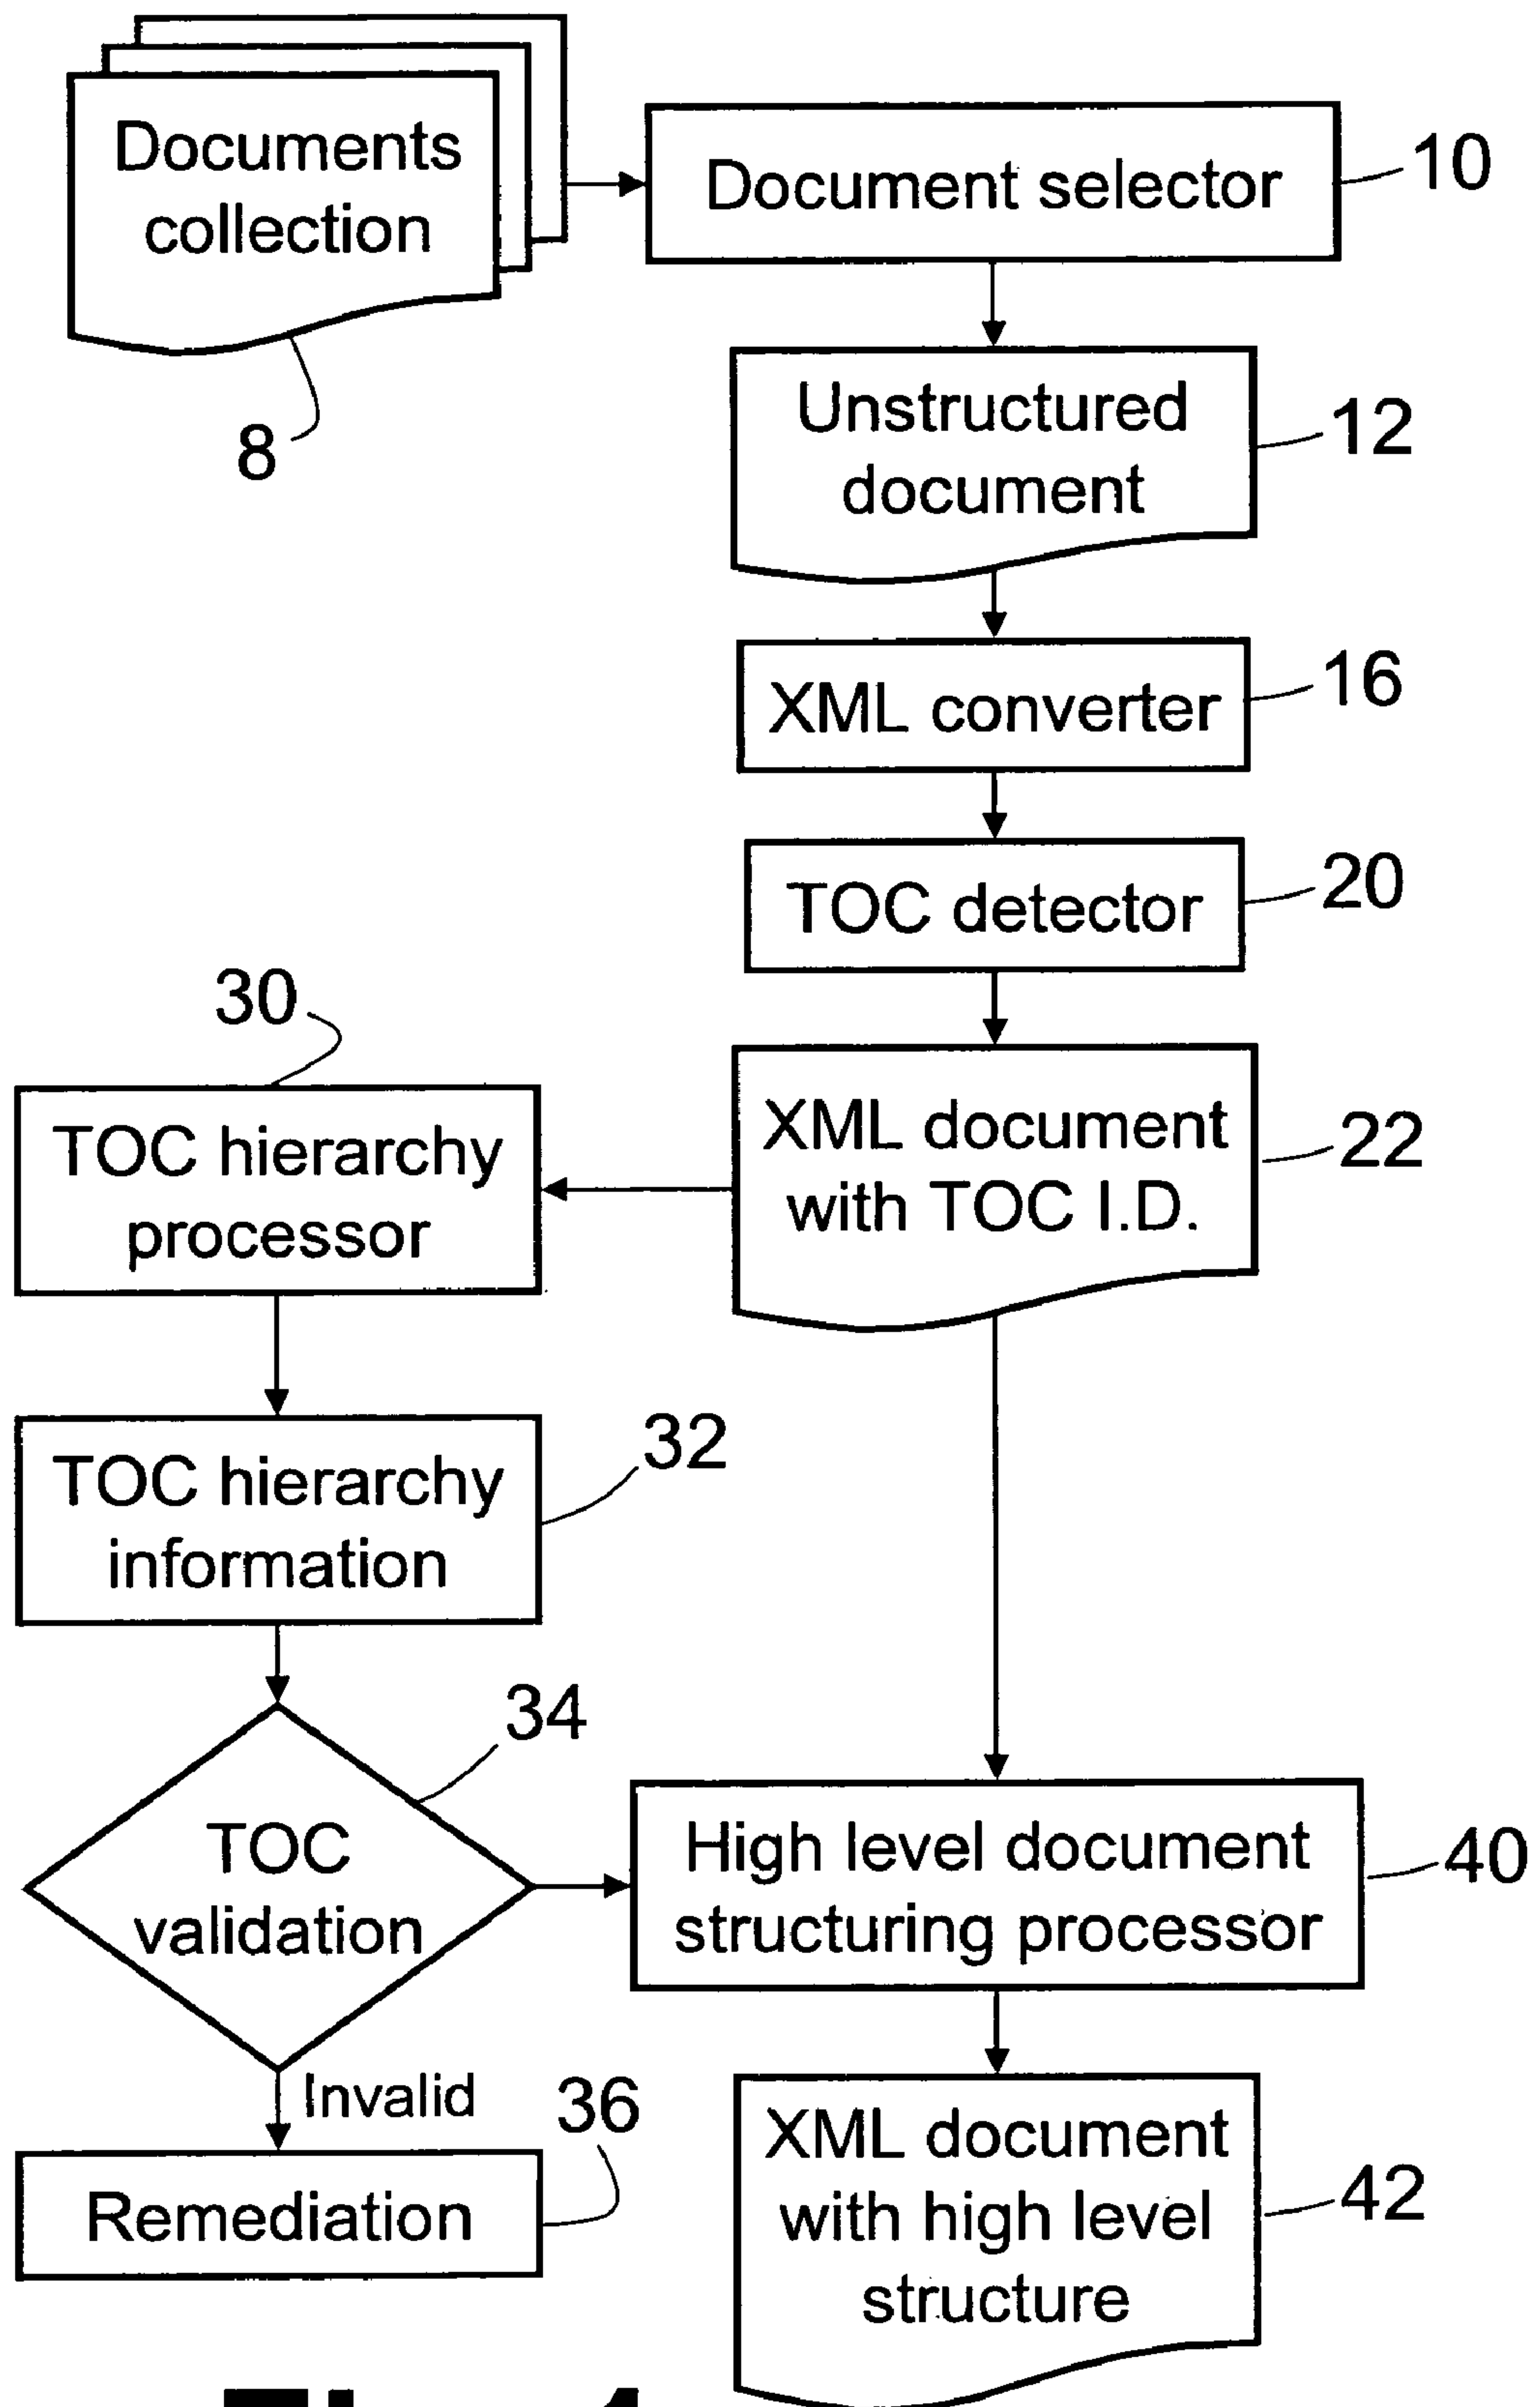 Documents
collection
8
Document selector
10
Unstructured
document
12
XML converter
16
TOC detector
20
XML document
with TOC I.D.
22
30
TOC hierarchy
processor
TOC hierarchy
information
32
34
TOC
validation
High level document
structuring processor
40
Invalid
36
Remediation
XML document
with high level
structure
42